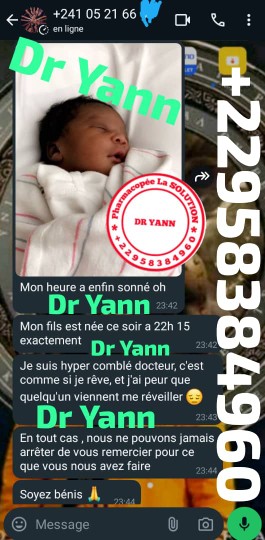 +241 05 21 66
en ligne
Dr Yann
Pharmacopée La SOLUTION
DR YANN
+22958384960
+22958384960
Mon heure a enfin sonné oh
23:42
Dr Yann
Mon fils est née ce soir a 22h 15
exactement
23:42
Dr Yann
Je suis hyper comblé docteur, c'est
comme si je rêve, et j'ai peur que
quelqu'un viennent me réveiller 😔
23:43
Dr Yann
En tout cas , nous ne pouvons jamais
arrêter de vous remercier pour ce
que vous nous avez faire
23:44
Soyez bénis 🙏
23:44
Message